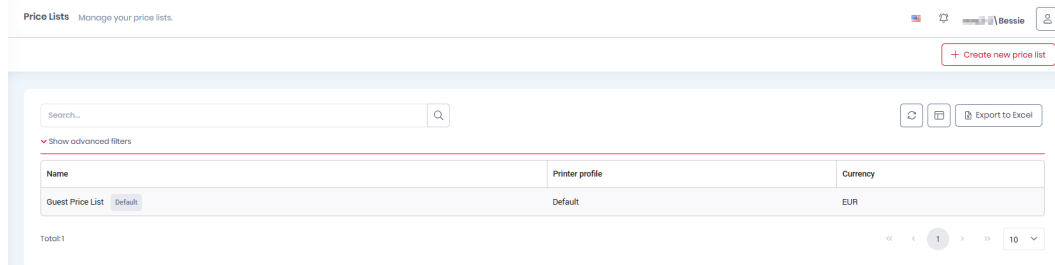 Price Lists Manage your price lists.
\Bessie
+ Create new price list
Search...
Export to Excel
Show advanced filters
Name Printer profile Currency
Guest Price List Default Default EUR
Total:1
« ‹ 1 › » 10